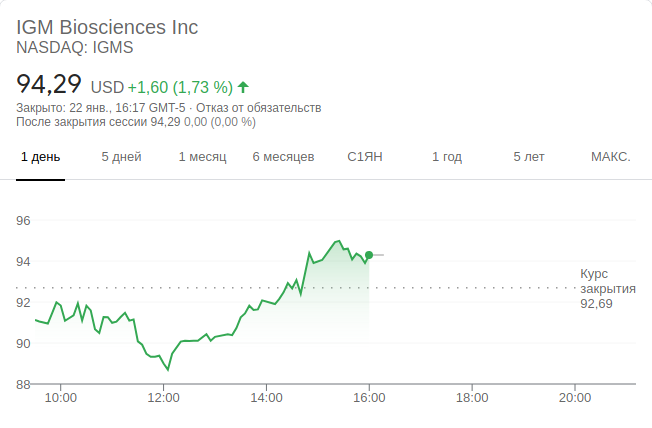 IGM Biosciences Inc
NASDAQ: IGMS
94,29 USD +1,60 (1,73 %)
Закрыто: 22 янв., 16:17 GMT-5 · Отказ от обязательств
После закрытия сессии 94,29 0,00 (0,00 %)
1 день 5 дней 1 месяц 6 месяцев С1ЯН 1 год 5 лет МАКС.
96
94
Курс
закрытия
92,69
92
90
88
10:00 12:00 14:00 16:00 18:00 20:00